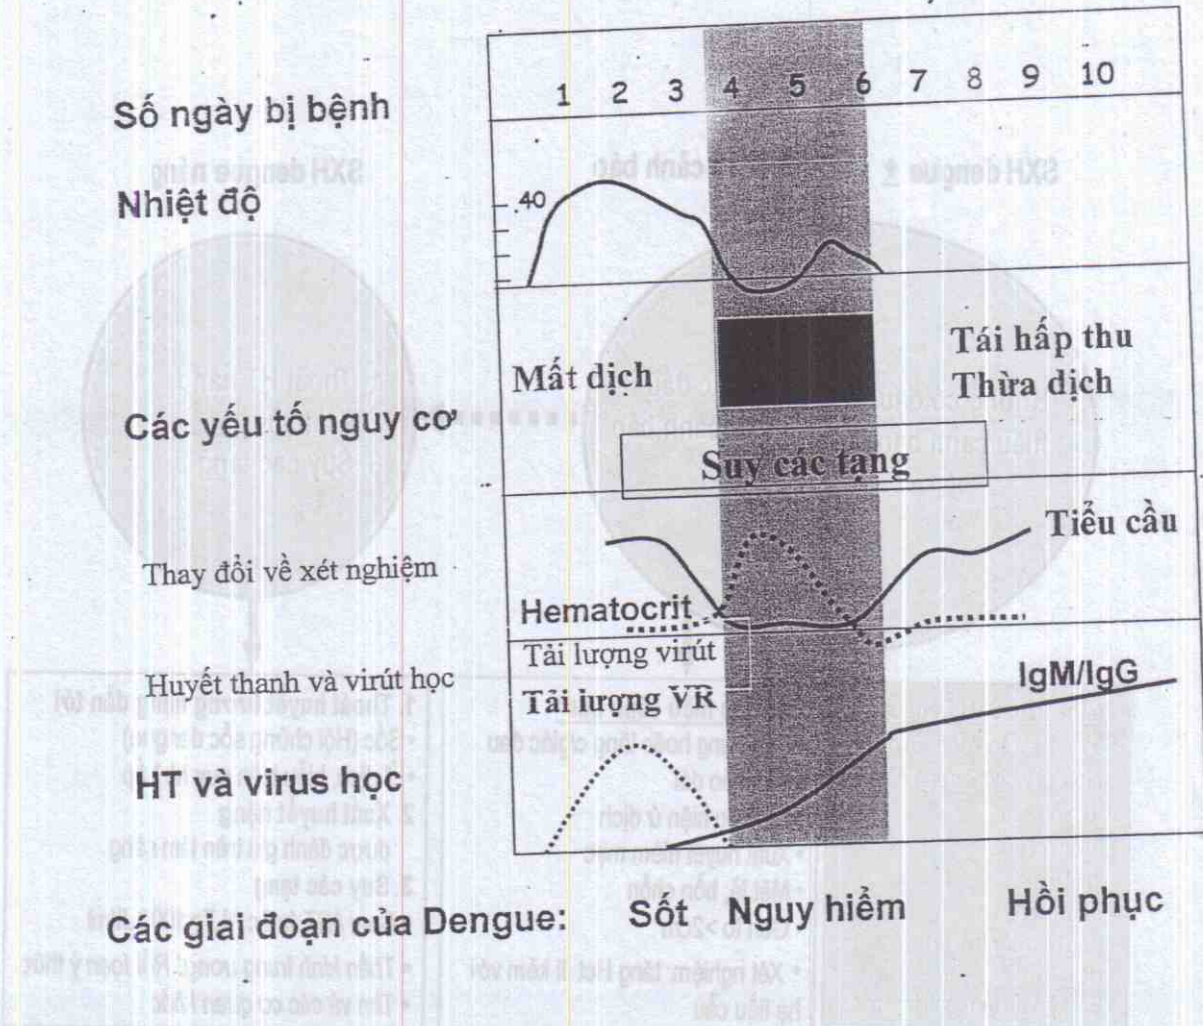 Số ngày bị bệnh
1 2 3 4 5 6 7 8 9 10
Nhiệt độ
40
Các yếu tố nguy cơ
Mất dịch
Tái hấp thu
Thừa dịch
Suy các tạng
Thay đổi về xét nghiệm
Tiểu cầu
Hematocrit
Huyết thanh và virút học
Tải lượng virút
Tải lượng VR
IgM/IgG
HT và virus học
Các giai đoạn của Dengue: Sốt Nguy hiểm Hồi phục